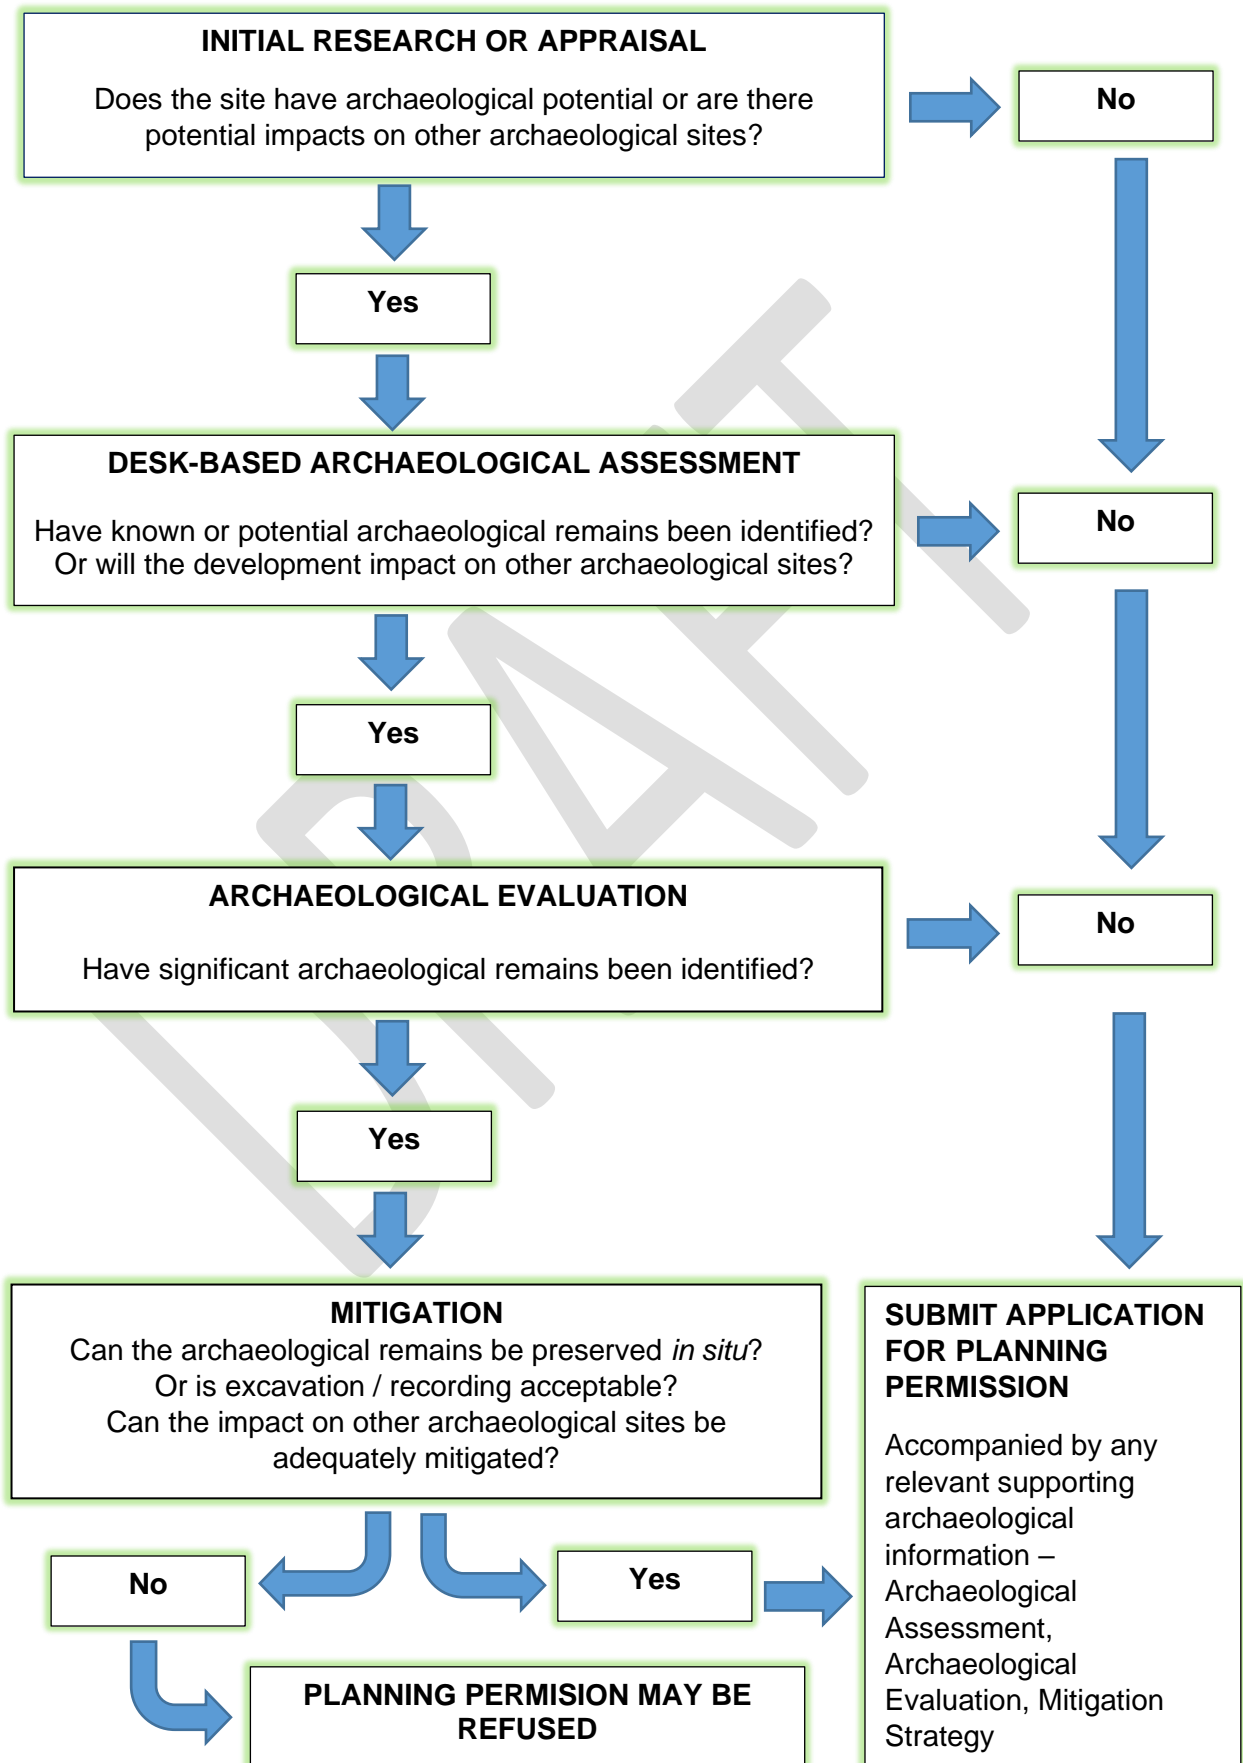 INITIAL RESEARCH OR APPRAISAL
Does the site have archaeological potential or are there
potential impacts on other archaeological sites?
No
Yes
DESK-BASED ARCHAEOLOGICAL ASSESSMENT
Have known or potential archaeological remains been identified?
Or will the development impact on other archaeological sites?
No
Yes
ARCHAEOLOGICAL EVALUATION
Have significant archaeological remains been identified?
No
Yes
MITIGATION
Can the archaeological remains be preserved in situ?
Or is excavation / recording acceptable?
Can the impact on other archaeological sites be
adequately mitigated?
No
Yes
PLANNING PERMISION MAY BE
REFUSED
SUBMIT APPLICATION
FOR PLANNING
PERMISSION
Accompanied by any
relevant supporting
archaeological
information –
Archaeological
Assessment,
Archaeological
Evaluation, Mitigation
Strategy
DRAFT